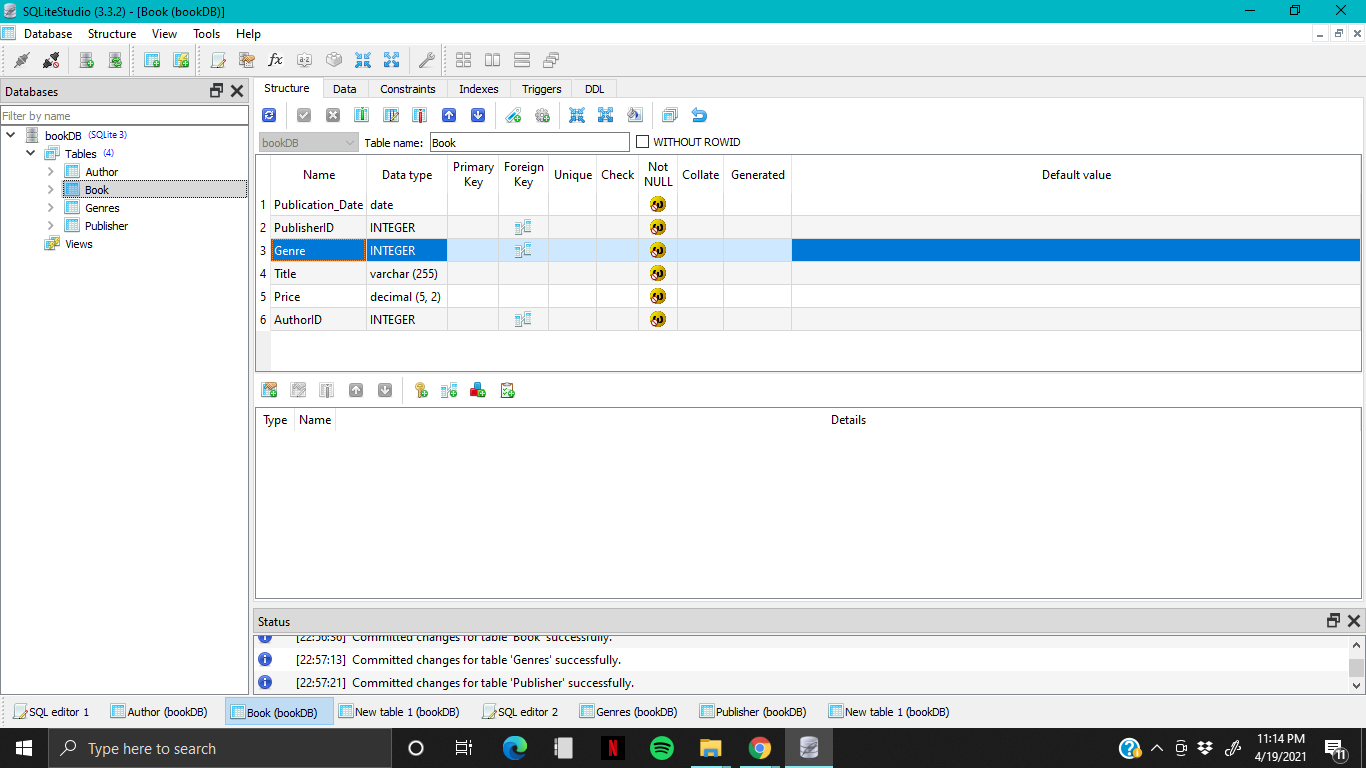 SQLiteStudio (3.3.2) - [Book (bookDB)]
Database Structure View Tools Help
Databases
Filter by name
bookDB (SQLite 3)
Tables (4)
Author
Book
Genres
Publisher
Views
Structure Data Constraints Indexes Triggers DDL
bookDB Table name: Book WITHOUT ROWID
Name Data type Primary Key Foreign Key Unique Check Not NULL Collate Generated Default value
1 Publication_Date date
2 PublisherID INTEGER
3 Genre INTEGER
4 Title varchar (255)
5 Price decimal (5, 2)
6 AuthorID INTEGER
Type Name Details
Status
[22:56:56] Committed changes for table 'Book' successfully.
[22:57:13] Committed changes for table 'Genres' successfully.
[22:57:21] Committed changes for table 'Publisher' successfully.
SQL editor 1 Author (bookDB) Book (bookDB) New table 1 (bookDB) SQL editor 2 Genres (bookDB) Publisher (bookDB) New table 1 (bookDB)
Type here to search
11:14 PM
4/19/2021
11